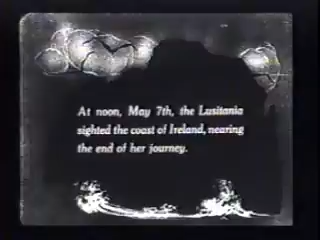 At noon, May 7th, the Lusitania
sighted the coast of Ireland, nearing
the end of her journey.